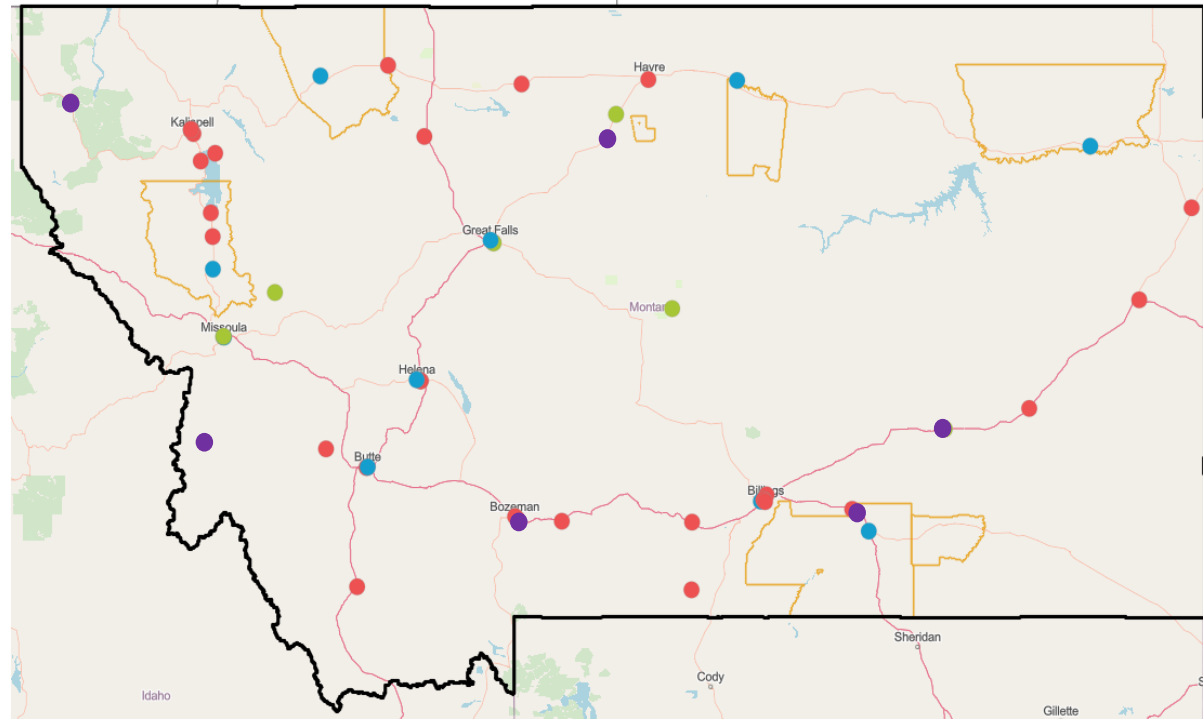 Havre
Kalispell
Great Falls
Montana
Missoula
Helena
Butte
Billings
Bozeman
Sheridan
Cody
Idaho
Gillette
S